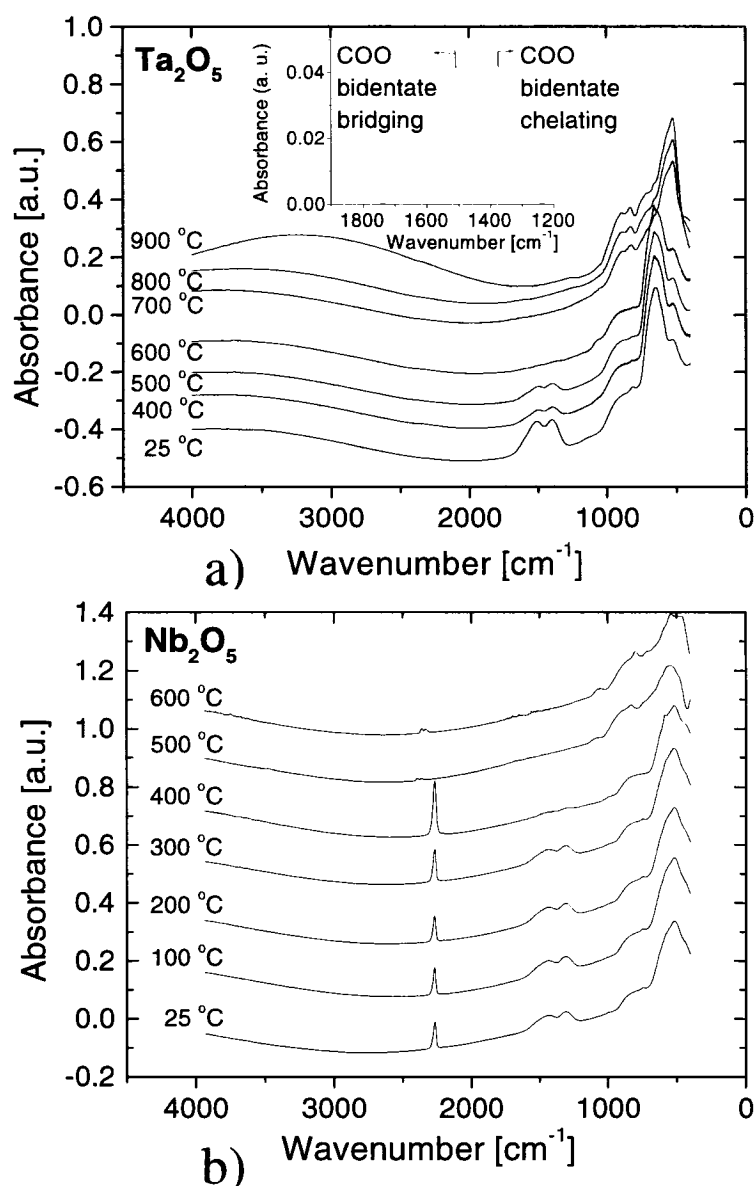 Ta2O5
Absorbance [a.u.]
1.0
0.8
0.6
0.4
0.2
0.0
-0.2
-0.4
-0.6
Absorbance (a. u.)
0.04
0.02
0.00
COO
bidentate
bridging
COO
bidentate
chelating
1800 1600 1400 1200
Wavenumber [cm-1]
900 °C
800 °C
700 °C
600 °C
500 °C
400 °C
25 °C
4000 3000 2000 1000 0
a) Wavenumber [cm-1]
Nb2O5
Absorbance [a.u.]
1.4
1.2
1.0
0.8
0.6
0.4
0.2
0.0
-0.2
600 °C
500 °C
400 °C
300 °C
200 °C
100 °C
25 °C
4000 3000 2000 1000 0
Wavenumber [cm-1]
b)